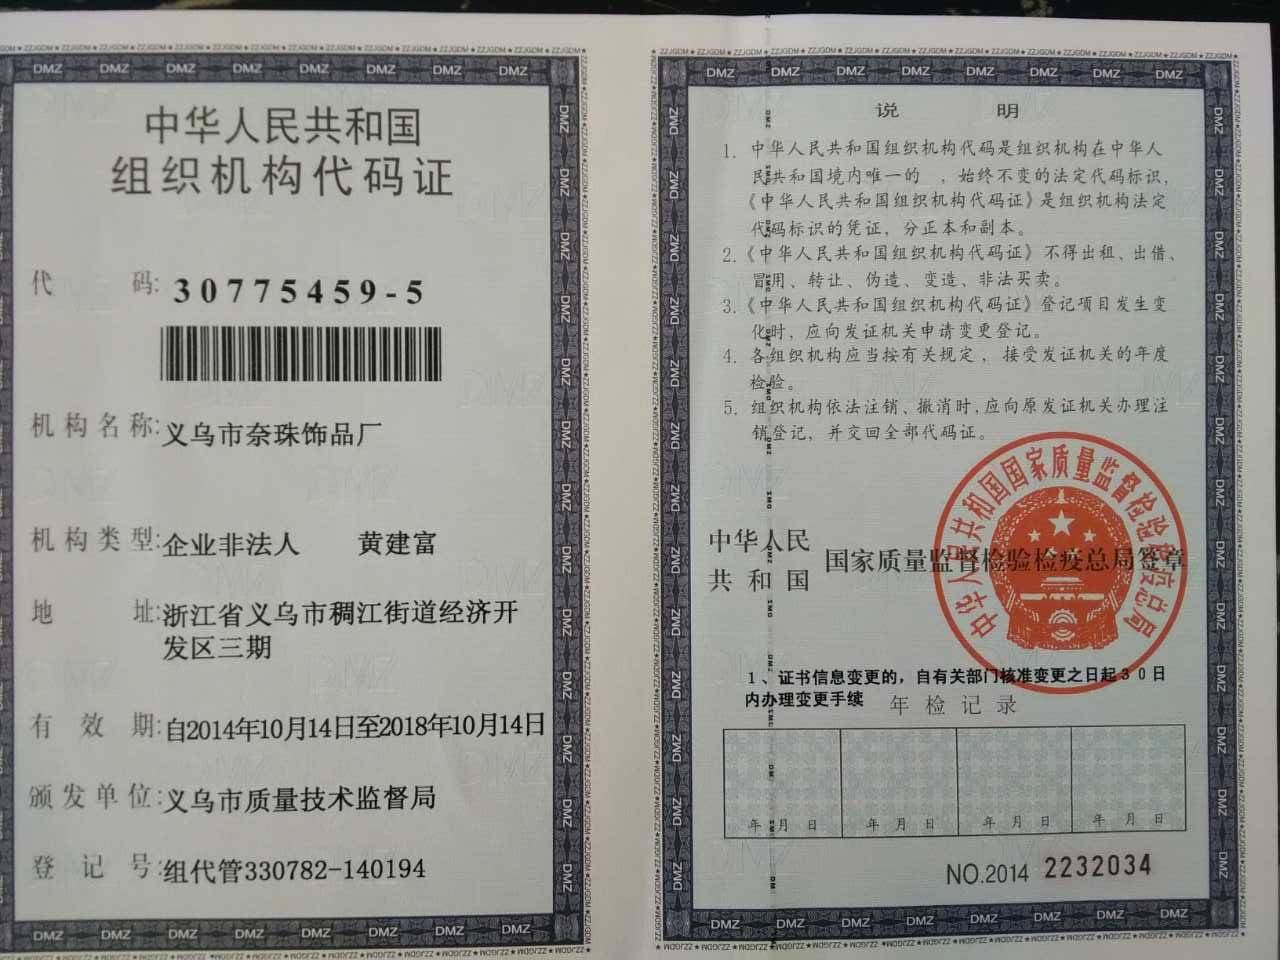 中华人民共和国
组织机构代码证
代 码: 30775459-5
机构名称: 义乌市奈珠饰品厂
机构类型: 企业非法人 黄建富
地 址: 浙江省义乌市稠江街道经济开
发区三期
有 效 期: 自2014年10月14日至2018年10月14日
颁发单位: 义乌市质量技术监督局
登 记 号: 组代管330782-140194
说 明
1. 中华人民共和国组织机构代码是组织机构在中华人
民共和国境内唯一的 、始终不变的法定代码标识,
《中华人民共和国组织机构代码证》是组织机构法定
代码标识的凭证, 分正本和副本。
2. 《中华人民共和国组织机构代码证》不得出租、出借、
冒用、转让、伪造、变造、非法买卖。
3. 《中华人民共和国组织机构代码证》登记项目发生变
化时, 应向发证机关申请变更登记。
4. 各组织机构应当按有关规定, 接受发证机关的年度
检验。
5. 组织机构依法注销、撤消时, 应向原发证机关办理注
销登记, 并交回全部代码证。
中华人民
共和国
国家质量监督检验检疫总局签章
中华人民共和国国家质量监督检验检疫总局
1、证书信息变更的, 自有关部门核准变更之日起30日
内办理变更手续
年检记录
年 月 日 年 月 日 年 月 日 年 月 日
NO.2014 2232034